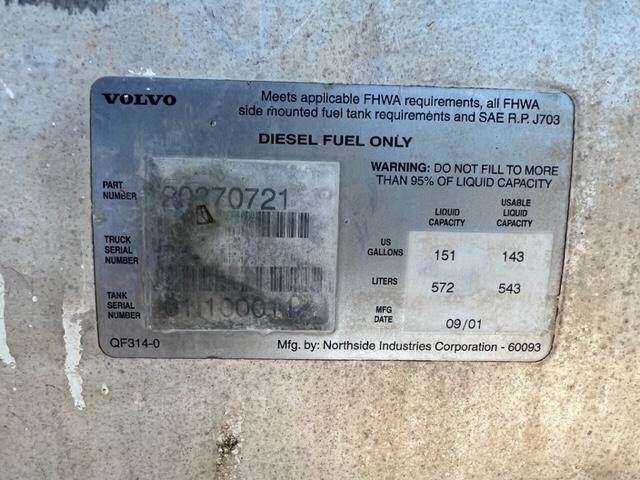 VOLVO
Meets applicable FHWA requirements, all FHWA
side mounted fuel tank requirements and SAE R.P. J703
DIESEL FUEL ONLY
WARNING: DO NOT FILL TO MORE
THAN 95% OF LIQUID CAPACITY
PART
NUMBER
20370721
TRUCK
SERIAL
NUMBER
TANK
SERIAL
NUMBER
LIQUID
CAPACITY
USABLE
LIQUID
CAPACITY
US
GALLONS
151
143
LITERS
572
543
MFG
DATE
09/01
QF314-0
Mfg. by: Northside Industries Corporation - 60093